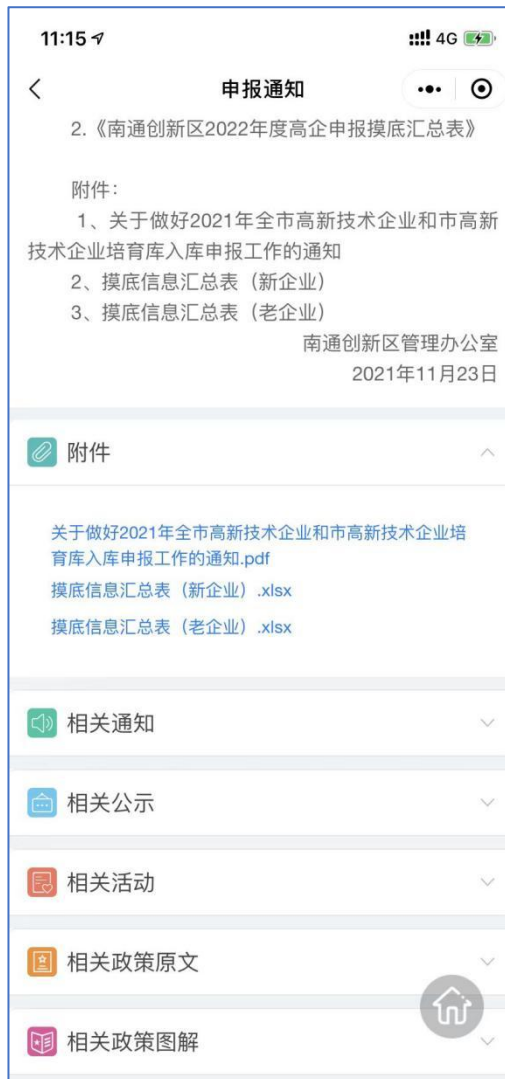 11:15
4G
申报通知
2.《南通创新区2022年度高企申报摸底汇总表》
附件：
1、关于做好2021年全市高新技术企业和市高新
技术企业培育库入库申报工作的通知
2、摸底信息汇总表（新企业）
3、摸底信息汇总表（老企业）
南通创新区管理办公室
2021年11月23日
附件
关于做好2021年全市高新技术企业和市高新技术企业培
育库入库申报工作的通知.pdf
摸底信息汇总表（新企业）.xlsx
摸底信息汇总表（老企业）.xlsx
相关通知
相关公示
相关活动
相关政策原文
相关政策图解